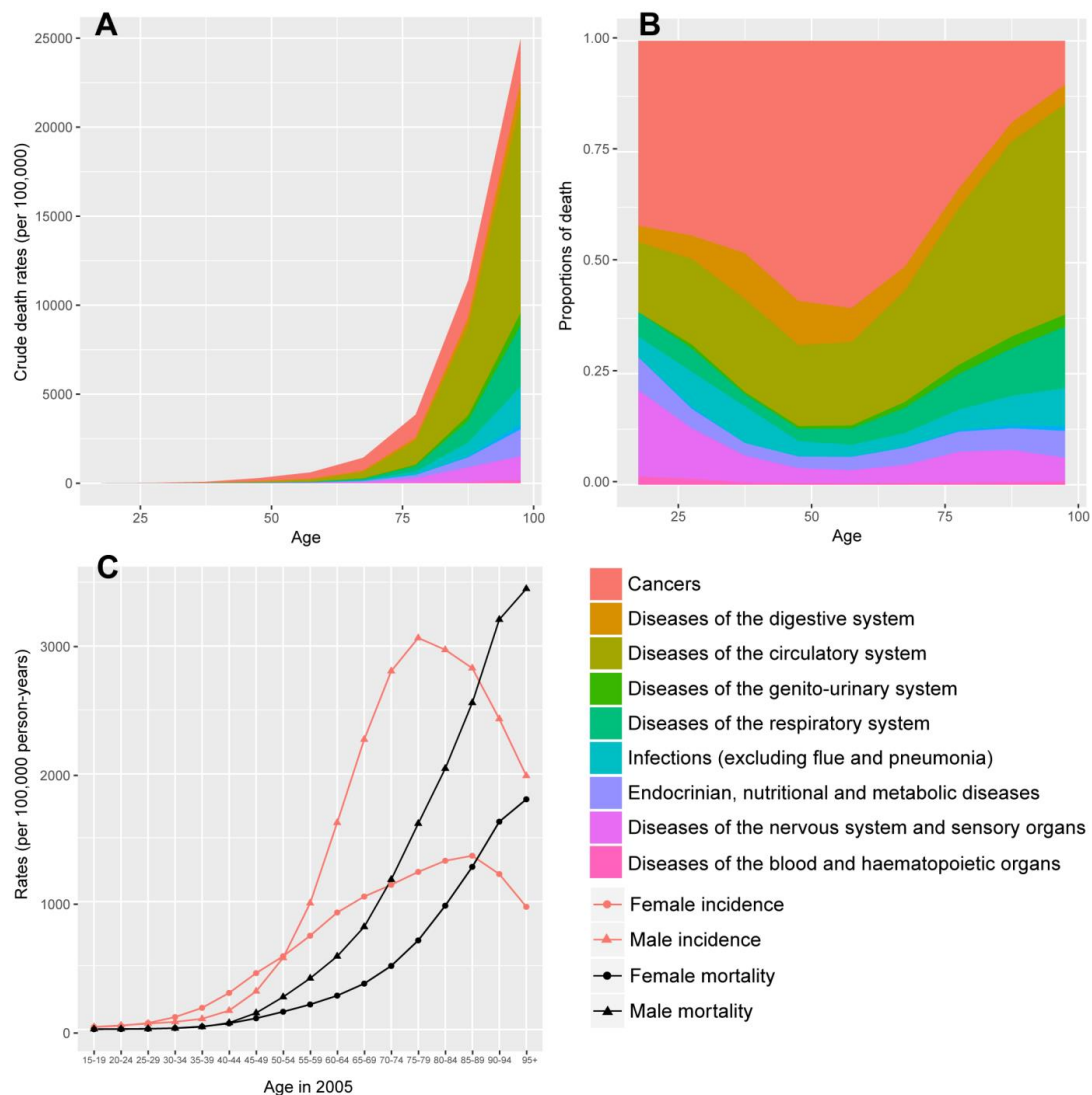 A
Crude death rates (per 100,000)
25000
20000
15000
10000
5000
0
25
50
75
100
Age
B
Proportions of death
1.00
0.75
0.50
0.25
0.00
25
50
75
100
Age
C
Rates (per 100,000 person-years)
3000
2000
1000
0
15-19 20-24 25-29 30-34 35-39 40-44 45-49 50-54 55-59 60-64 65-69 70-74 75-79 80-84 85-89 90-94 95+
Age in 2005
Cancers
Diseases of the digestive system
Diseases of the circulatory system
Diseases of the genito-urinary system
Diseases of the respiratory system
Infections (excluding flue and pneumonia)
Endocrinian, nutritional and metabolic diseases
Diseases of the nervous system and sensory organs
Diseases of the blood and haematopoietic organs
Female incidence
Male incidence
Female mortality
Male mortality